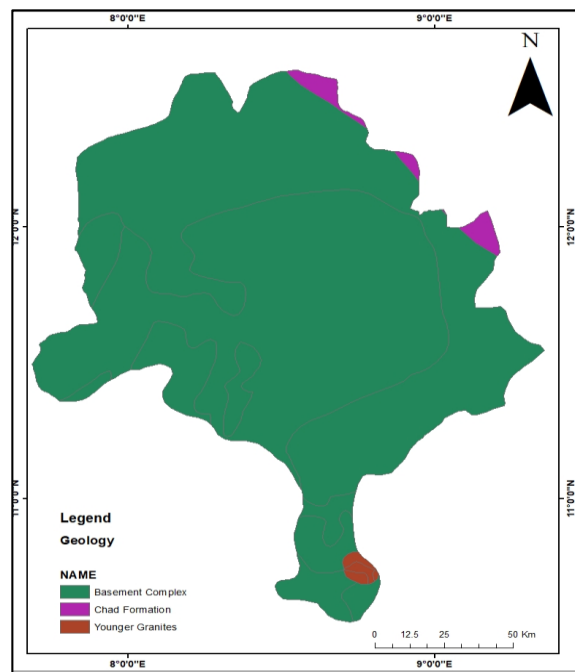 8°0'0"E 9°0'0"E
N
12°0'0"N 12°0'0"N
11°0'0"N 11°0'0"N
Legend
Geology
NAME
Basement Complex
Chad Formation
Younger Granites
0 12.5 25 50 Km
8°0'0"E 9°0'0"E